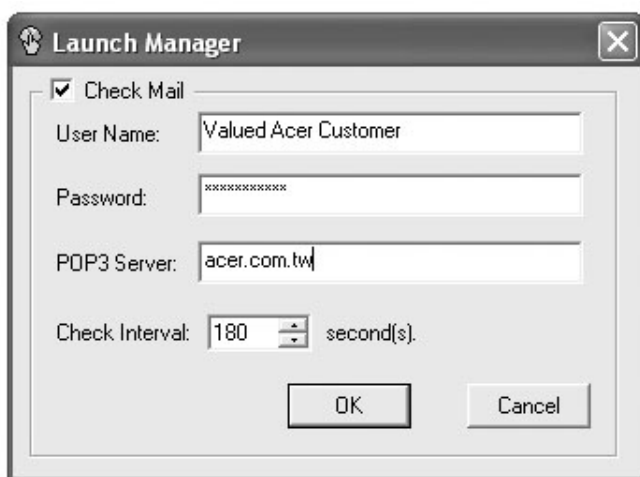 Launch Manager
Check Mail
User Name: Valued Acer Customer
Password: ***********
POP3 Server: acer.com.tw
Check Interval: 180 second(s).
OK Cancel